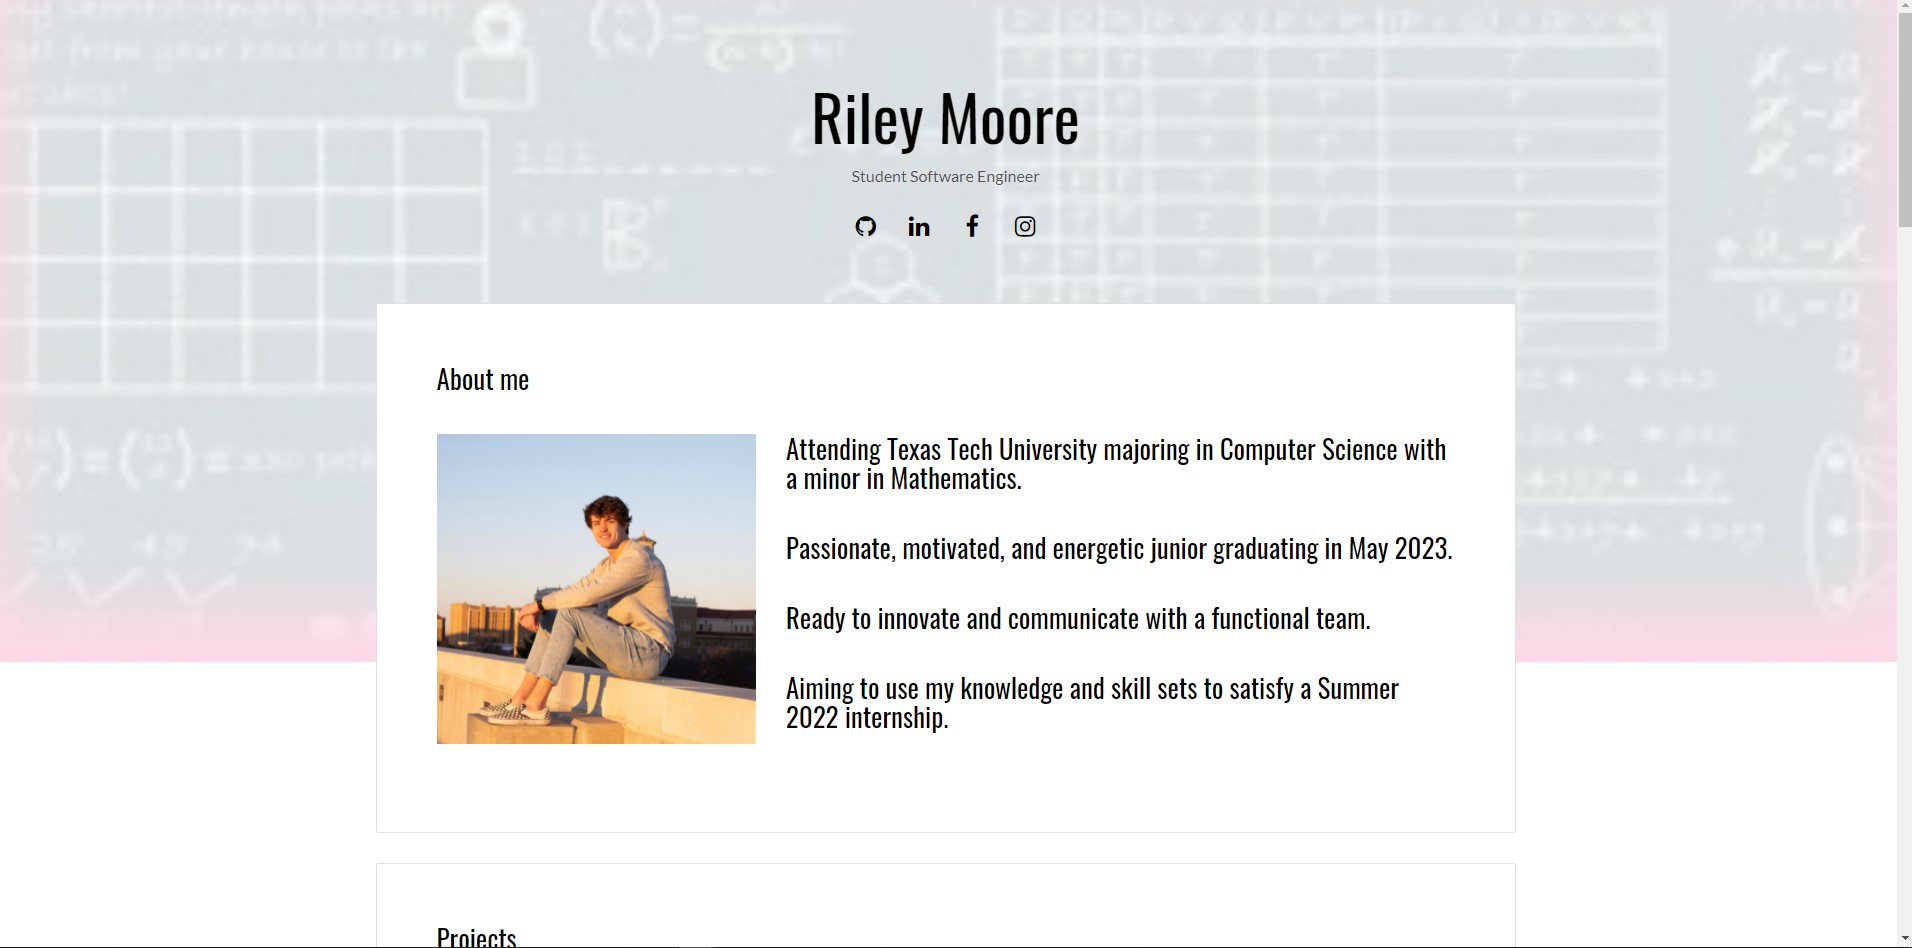 Riley Moore
Student Software Engineer
About me
Attending Texas Tech University majoring in Computer Science with
a minor in Mathematics.
Passionate, motivated, and energetic junior graduating in May 2023.
Ready to innovate and communicate with a functional team.
Aiming to use my knowledge and skill sets to satisfy a Summer
2022 internship.
Projects